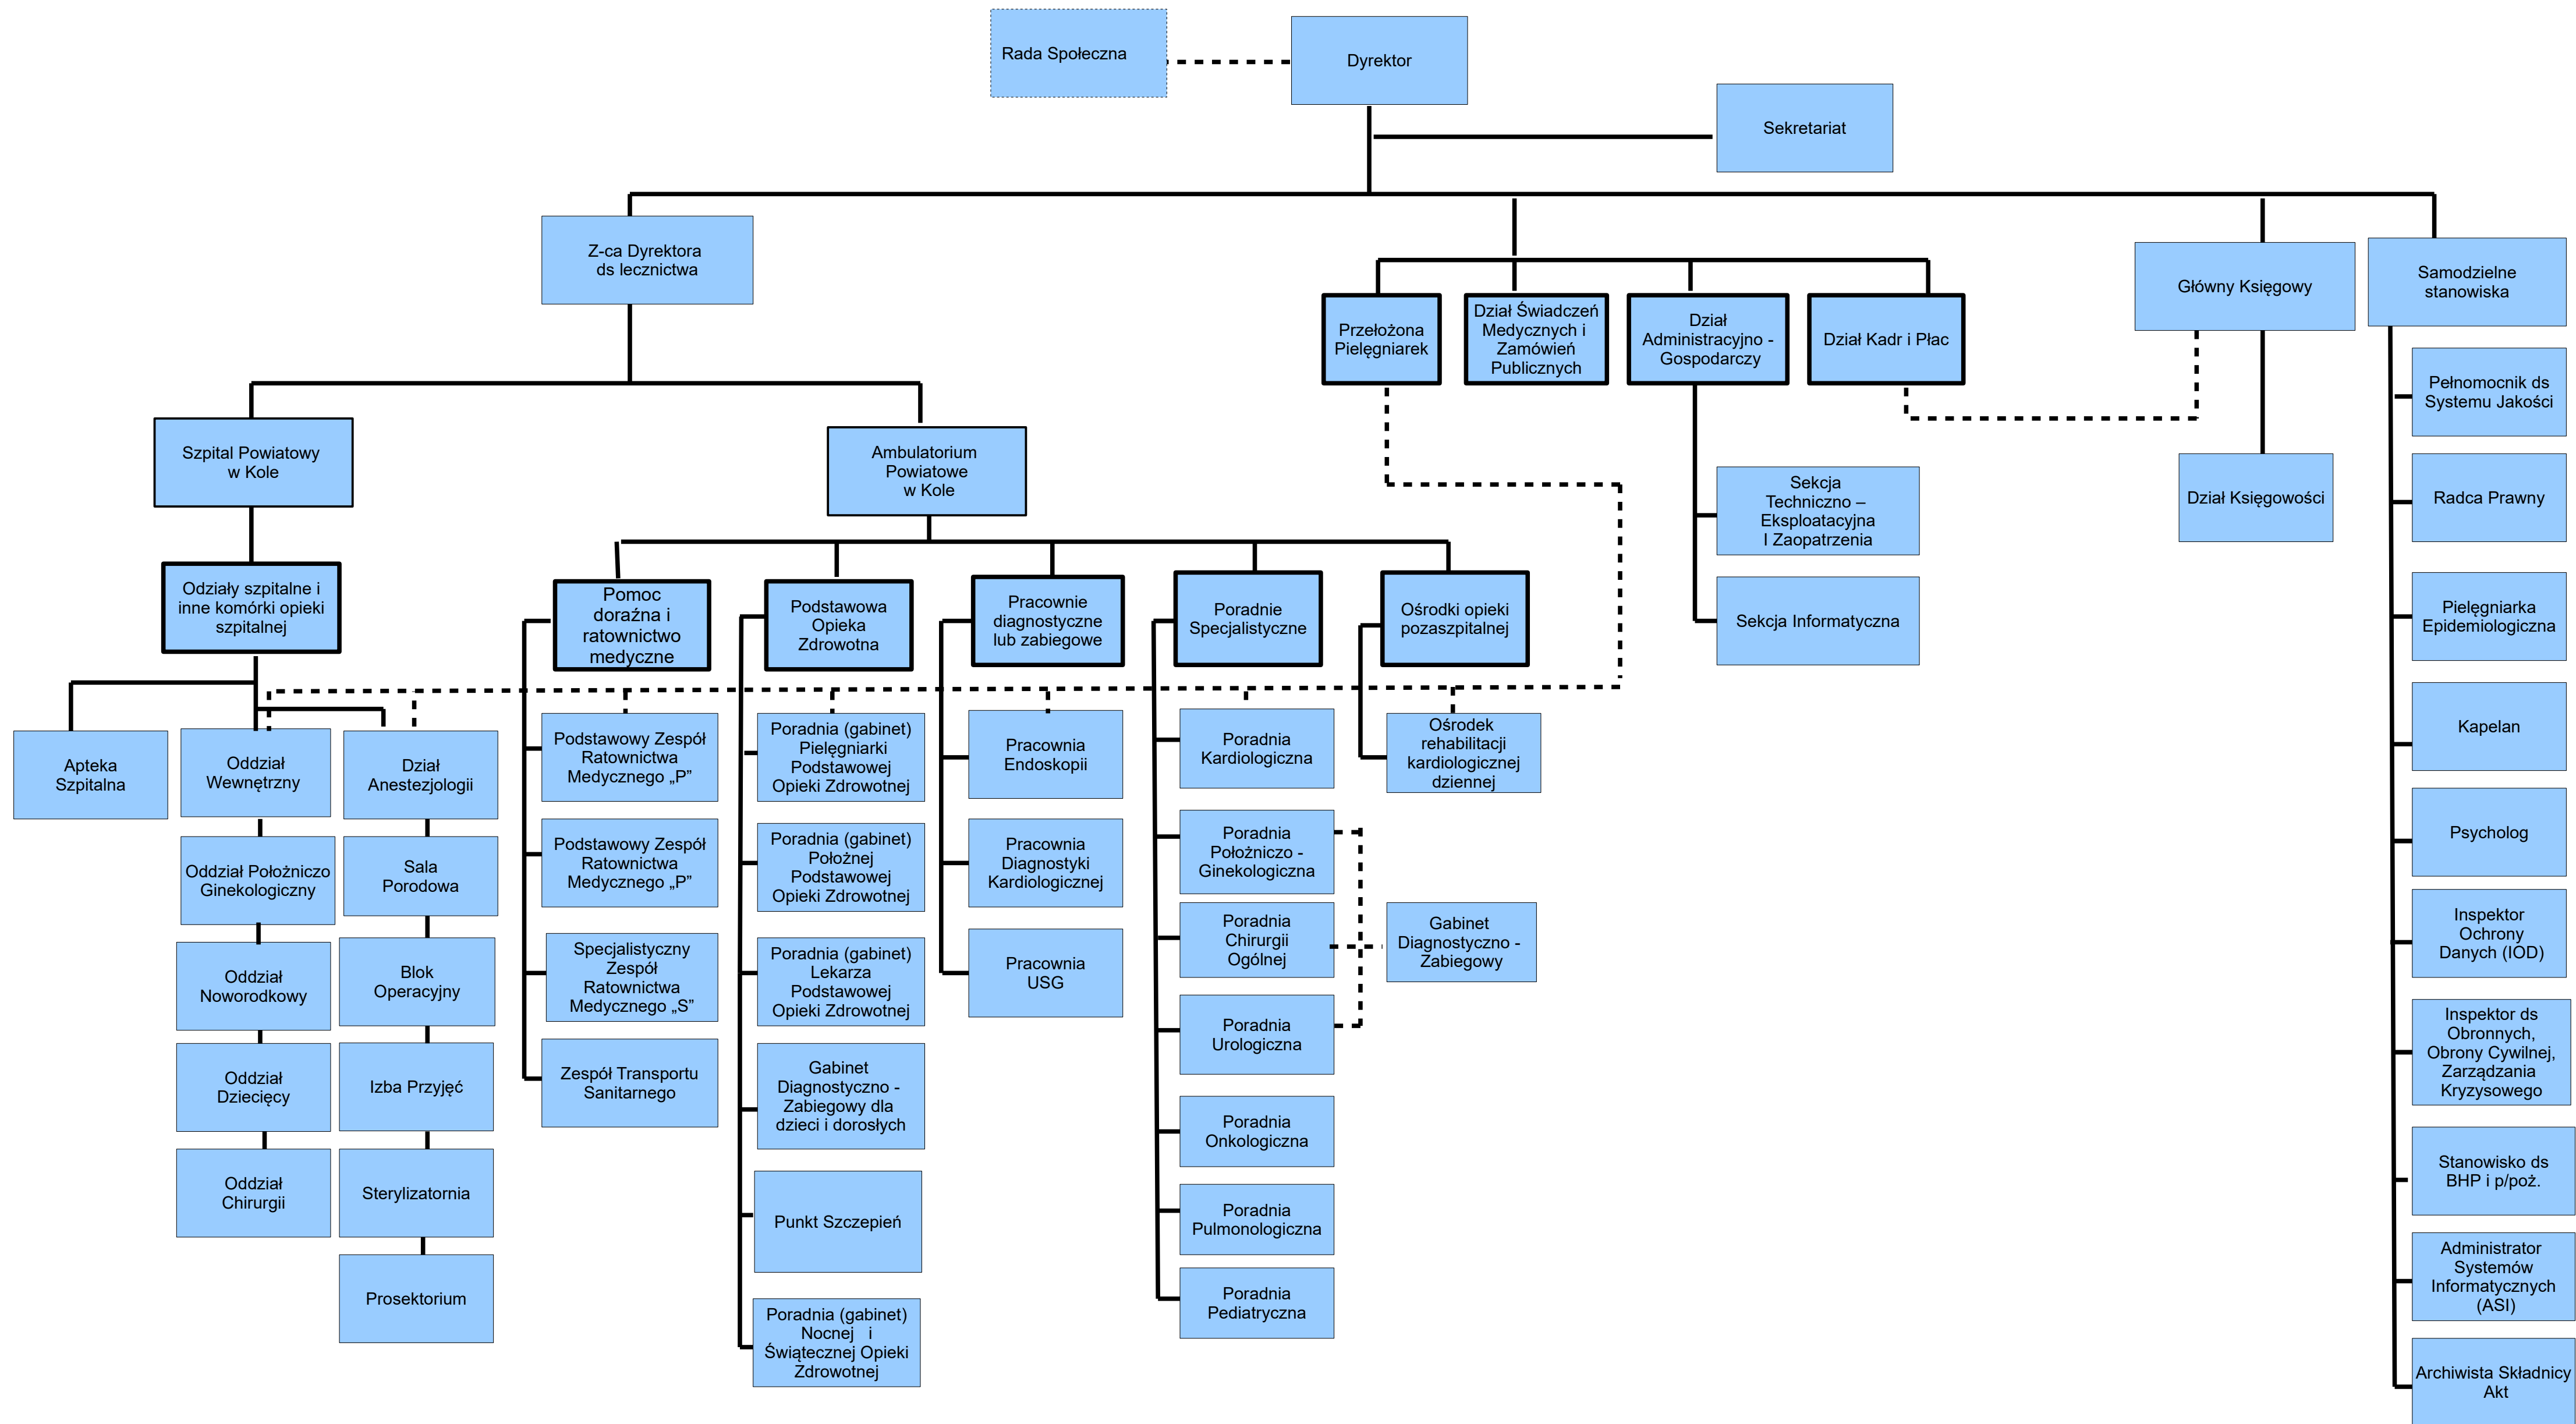 Rada Społeczna
Dyrektor
Sekretariat
Z-ca Dyrektora
ds lecznictwa
Przełożona
Pielęgniarek
Dział Świadczeń
Medycznych i
Zamówień
Publicznych
Dział
Administracyjno -
Gospodarczy
Dział Kadr i Płac
Główny Księgowy
Samodzielne
stanowiska
Szpital Powiatowy
w Kole
Ambulatorium
Powiatowe
w Kole
Sekcja
Techniczno –
Eksploatacyjna
I Zaopatrzenia
Sekcja Informatyczna
Dział Księgowości
Odziały szpitalne i
inne komórki opieki
szpitalnej
Pomoc
doraźna i
ratownictwo
medyczne
Podstawowa
Opieka
Zdrowotna
Pracownie
diagnostyczne
lub zabiegowe
Poradnie
Specjalistyczne
Ośrodki opieki
pozaszpitalnej
Apteka
Szpitalna
Oddział
Wewnętrzny
Oddział Położniczo
Ginekologiczny
Oddział
Noworodkowy
Oddział
Dziecięcy
Oddział
Chirurgii
Dział
Anestezjologii
Sala
Porodowa
Blok
Operacyjny
Izba Przyjęć
Sterylizatornia
Prosektorium
Podstawowy Zespół
Ratownictwa
Medycznego „P”
Podstawowy Zespół
Ratownictwa
Medycznego „P”
Specjalistyczny
Zespół
Ratownictwa
Medycznego „S”
Zespół Transportu
Sanitarnego
Poradnia (gabinet)
Pielęgniarki
Podstawowej
Opieki Zdrowotnej
Poradnia (gabinet)
Położnej
Podstawowej
Opieki Zdrowotnej
Poradnia (gabinet)
Lekarza
Podstawowej
Opieki Zdrowotnej
Gabinet
Diagnostyczno -
Zabiegowy dla
dzieci i dorosłych
Punkt Szczepień
Poradnia (gabinet)
Nocnej i
Świątecznej Opieki
Zdrowotnej
Pracownia
Endoskopii
Pracownia
Diagnostyki
Kardiologicznej
Pracownia
USG
Poradnia
Kardiologiczna
Poradnia
Położniczo -
Ginekologiczna
Poradnia
Chirurgii
Ogólnej
Poradnia
Urologiczna
Poradnia
Onkologiczna
Poradnia
Pulmonologiczna
Poradnia
Pediatryczna
Ośrodek
rehabilitacji
kardiologicznej
dziennej
Gabinet
Diagnostyczno -
Zabiegowy
Pełnomocnik ds
Systemu Jakości
Radca Prawny
Pielęgniarka
Epidemiologiczna
Kapelan
Psycholog
Inspektor
Ochrony
Danych (IOD)
Inspektor ds
Obronnych,
Obrony Cywilnej,
Zarządzania
Kryzysowego
Stanowisko ds
BHP i p/poż.
Administrator
Systemów
Informatycznych
(ASI)
Archiwista Składnicy
Akt